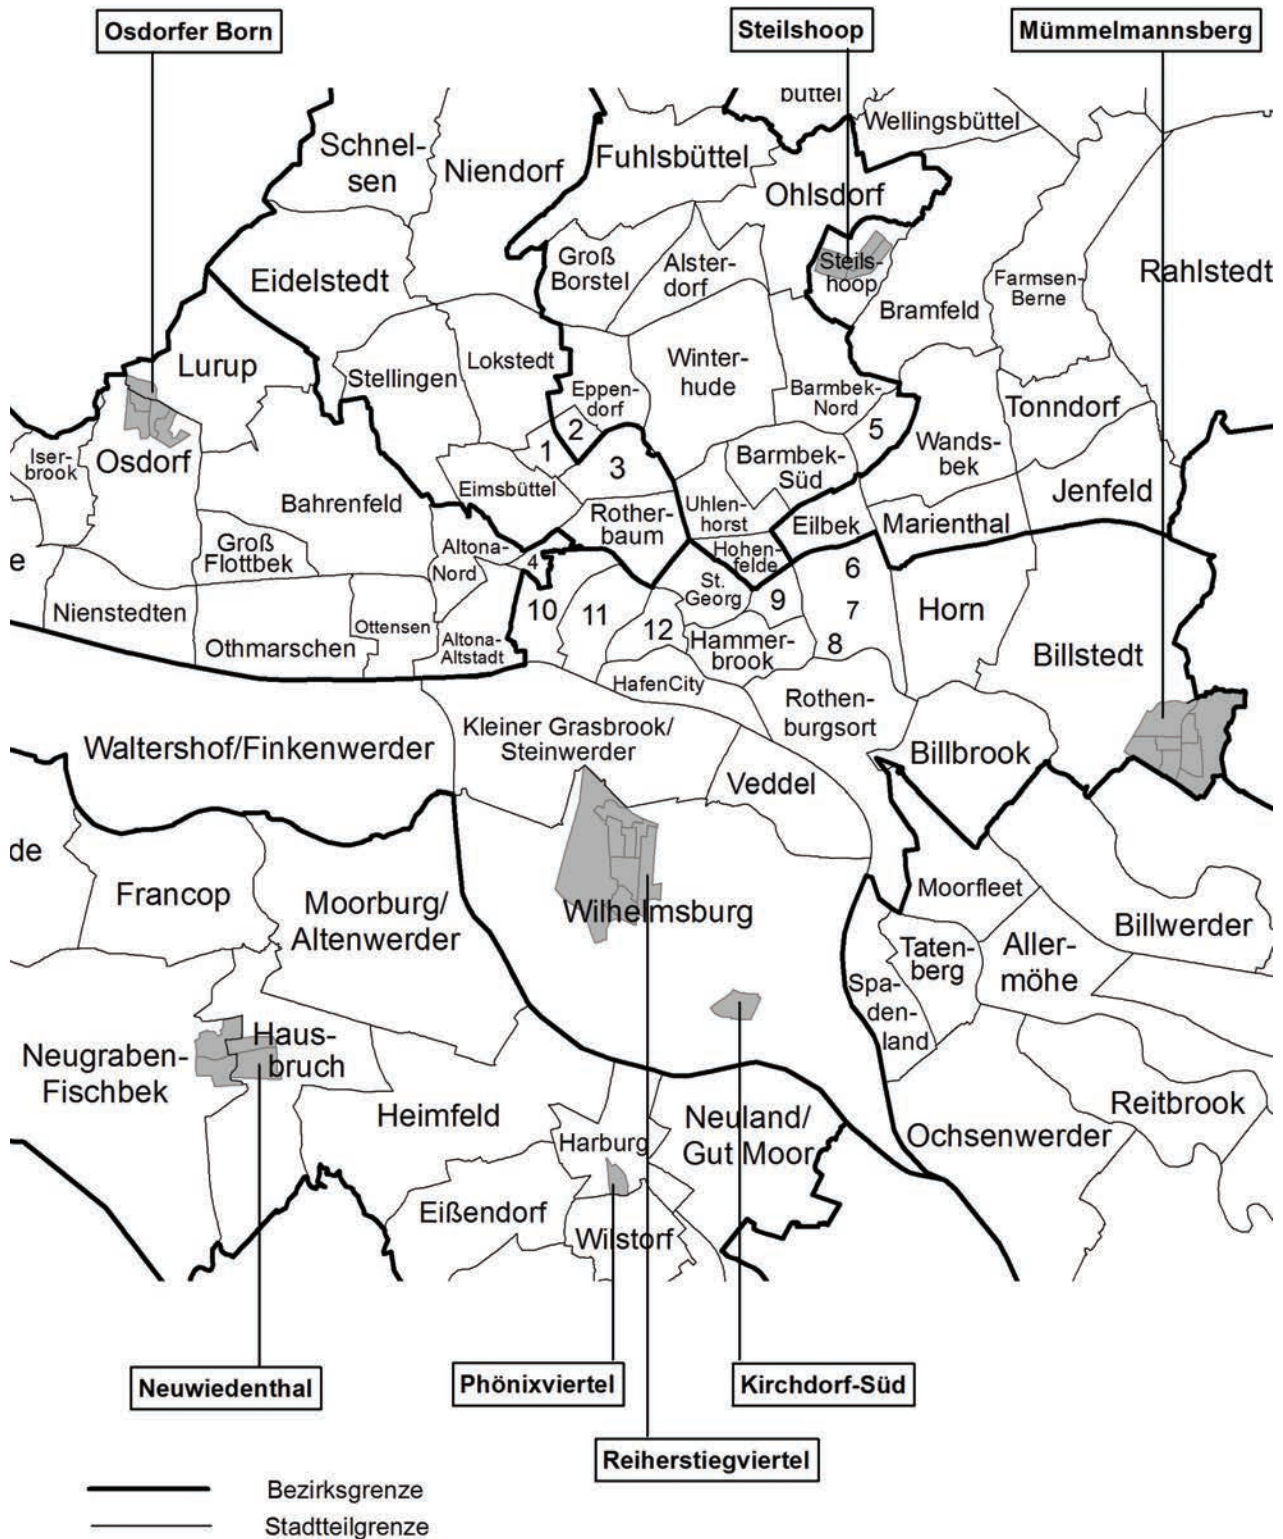 Osdorfer Born
Steilshoop
Mümmelmannsberg
büttel
Wellingsbüttel
Schnel-
sen
Niendorf
Fuhlsbüttel
Ohlsdorf
Groß
Borstel
Alster-
dorf
Steils-
hoop
Rahlstedt
Farmsen-
Berne
Bramfeld
Eidelstedt
Lurup
Stellingen
Lokstedt
Eppen-
dorf
Winter-
hude
Barmbek-
Nord
Tonndorf
Wands-
bek
Iser-
brook
Osdorf
1
2
3
5
Barmbek-
Süd
Eimsbüttel
Bahrenfeld
Jenfeld
Uhlen-
horst
Eilbek
Marienthal
Rother-
baum
Groß
Flottbek
Altona-
Nord
4
Hohen-
felde
e
St.
Georg
6
7
8
9
10
11
12
Horn
Nienstedten
Othmarschen
Ottensen
Altona-
Altstadt
Hammer-
brook
Billstedt
HafenCity
Rothen-
burgsort
Kleiner Grasbrook/
Steinwerder
Waltershof/Finkenwerder
Veddel
Billbrook
de
Francop
Moorburg/
Altenwerder
Wilhelmsburg
Moorfleet
Billwerder
Taten-
berg
Aller-
möhe
Spa-
den-
land
Neugraben-
Fischbek
Haus-
bruch
Heimfeld
Harburg
Neuland/
Gut Moor
Reitbrook
Ochsenwerder
Eißendorf
Wilstorf
Neuwiedenthal
Phönixviertel
Kirchdorf-Süd
Reiherstiegviertel
Bezirksgrenze
Stadtteilgrenze